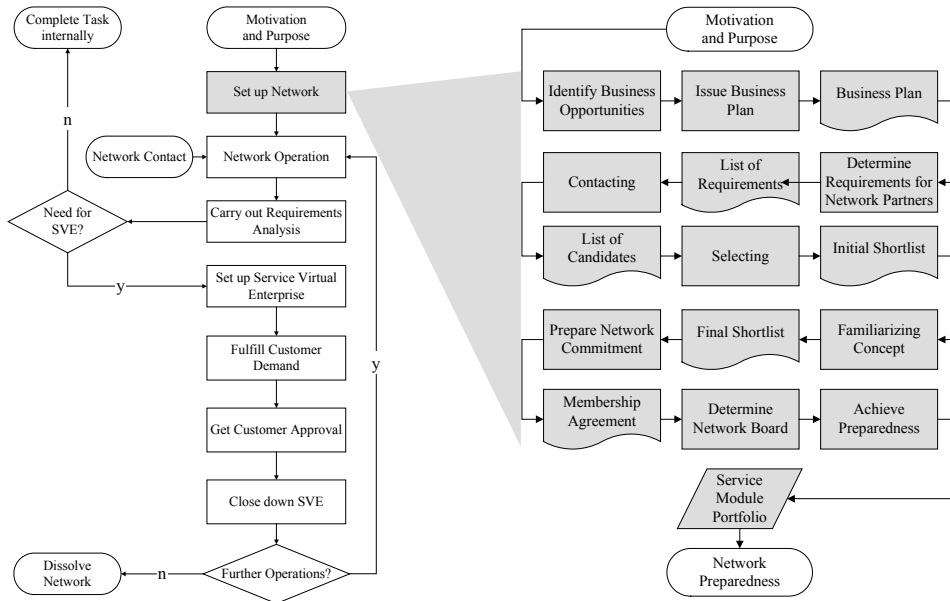 Complete Task
internally
Motivation
and Purpose
Set up Network
n
Network Contact
Network Operation
Need for
SVE?
Carry out Requirements
Analysis
y
Set up Service Virtual
Enterprise
Fulfill Customer
Demand
y
Get Customer Approval
Close down SVE
Dissolve
Network
n
Further Operations?
Motivation
and Purpose
Identify Business
Opportunities
Issue Business
Plan
Business Plan
Contacting
List of
Requirements
Determine
Requirements for
Network Partners
List of
Candidates
Selecting
Initial Shortlist
Prepare Network
Commitment
Final Shortlist
Familiarizing
Concept
Membership
Agreement
Determine
Network Board
Achieve
Preparedness
Service
Module
Portfolio
Network
Preparedness